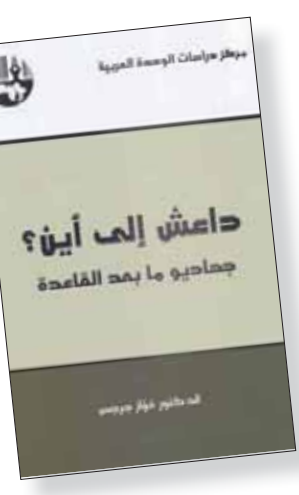 مركز دراسات الوحدة العربية
داعش إلى أين؟
جهاديو ما بعد القاعدة
الدكتور فواز جرجس